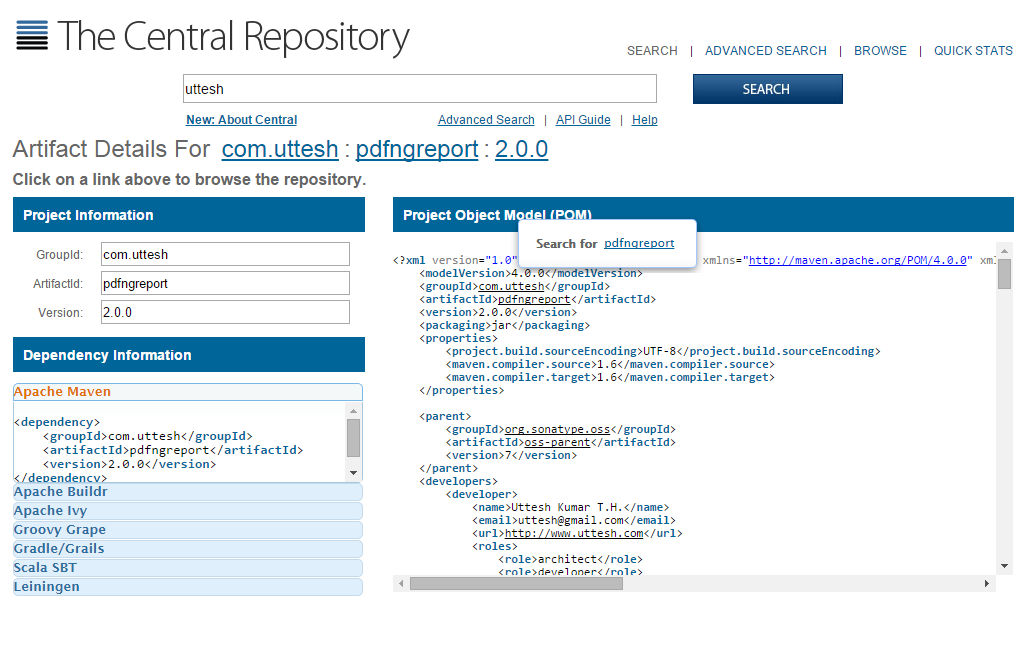 The Central Repository
SEARCH | ADVANCED SEARCH | BROWSE | QUICK STATS
uttesh
SEARCH
New: About Central
Advanced Search | API Guide | Help
Artifact Details For com.uttesh : pdfngreport : 2.0.0
Click on a link above to browse the repository.
Project Information
GroupId: com.uttesh
ArtifactId: pdfngreport
Version: 2.0.0
Dependency Information
Apache Maven
<dependency>
<groupId>com.uttesh</groupId>
<artifactId>pdfngreport</artifactId>
<version>2.0.0</version>
</dependency>
Apache Buildr
Apache Ivy
Groovy Grape
Gradle/Grails
Scala SBT
Leiningen
Project Object Model (POM)
Search for pdfngreport
<?xml version="1.0" xmlns="http://maven.apache.org/POM/4.0.0"
<modelVersion>4.0.0</modelVersion>
<groupId>com.uttesh</groupId>
<artifactId>pdfngreport</artifactId>
<version>2.0.0</version>
<packaging>jar</packaging>
<properties>
<project.build.sourceEncoding>UTF-8</project.build.sourceEncoding>
<maven.compiler.source>1.6</maven.compiler.source>
<maven.compiler.target>1.6</maven.compiler.target>
</properties>
<parent>
<groupId>org.sonatype.oss</groupId>
<artifactId>oss-parent</artifactId>
<version>7</version>
</parent>
<developers>
<developer>
<name>Uttesh Kumar T.H.</name>
<email>uttesh@gmail.com</email>
<url>http://www.uttesh.com</url>
<roles>
<role>architect</role>
<role>developer</role>